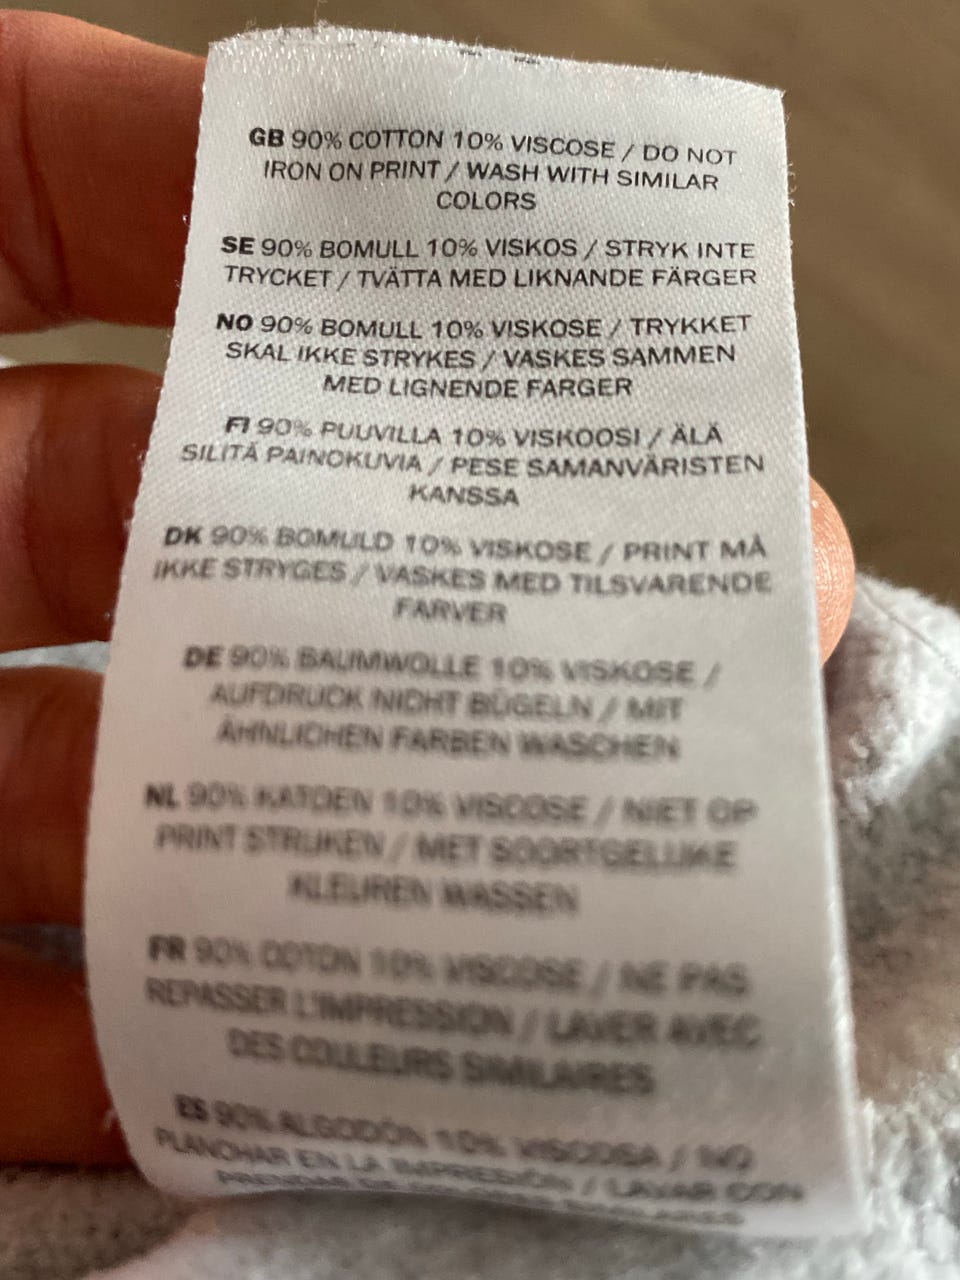 GB 90% COTTON 10% VISCOSE / DO NOT
IRON ON PRINT / WASH WITH SIMILAR
COLORS
SE 90% BOMULL 10% VISKOS / STRYK INTE
TRYCKET / TVÄTTA MED LIKNANDE FÄRGER
NO 90% BOMULL 10% VISKOSE / TRYKKET
SKAL IKKE STRYKES / VASKES SAMMEN
MED LIGNENDE FARGER
FI 90% PUUVILLA 10% VISKOOSI / ÄLÄ
SILITÄ PAINOKUVIA / PESE SAMANVÄRISTEN
KANSSA
DK 90% BOMULD 10% VISKOSE / PRINT MÅ
IKKE STRYGES / VASKES MED TILSVARENDE
FARVER
DE 90% BAUMWOLLE 10% VISKOSE /
AUFDRUCK NICHT BÜGELN / MIT
ÄHNLICHEN FARBEN WASCHEN
NL 90% KATOEN 10% VISCOSE / NIET OP
PRINT STRIJKEN / MET SOORTGELIJKE
KLEUREN WASSEN
FR 90% COTON 10% VISCOSE / NE PAS
REPASSER L'IMPRESSION / LAVER AVEC
DES COULEURS SIMILAIRES
ES 90% ALGODÓN 10% VISCOSA / NO
PLANCHAR EN LA IMPRESIÓN / LAVAR CON
PRENDAS DE